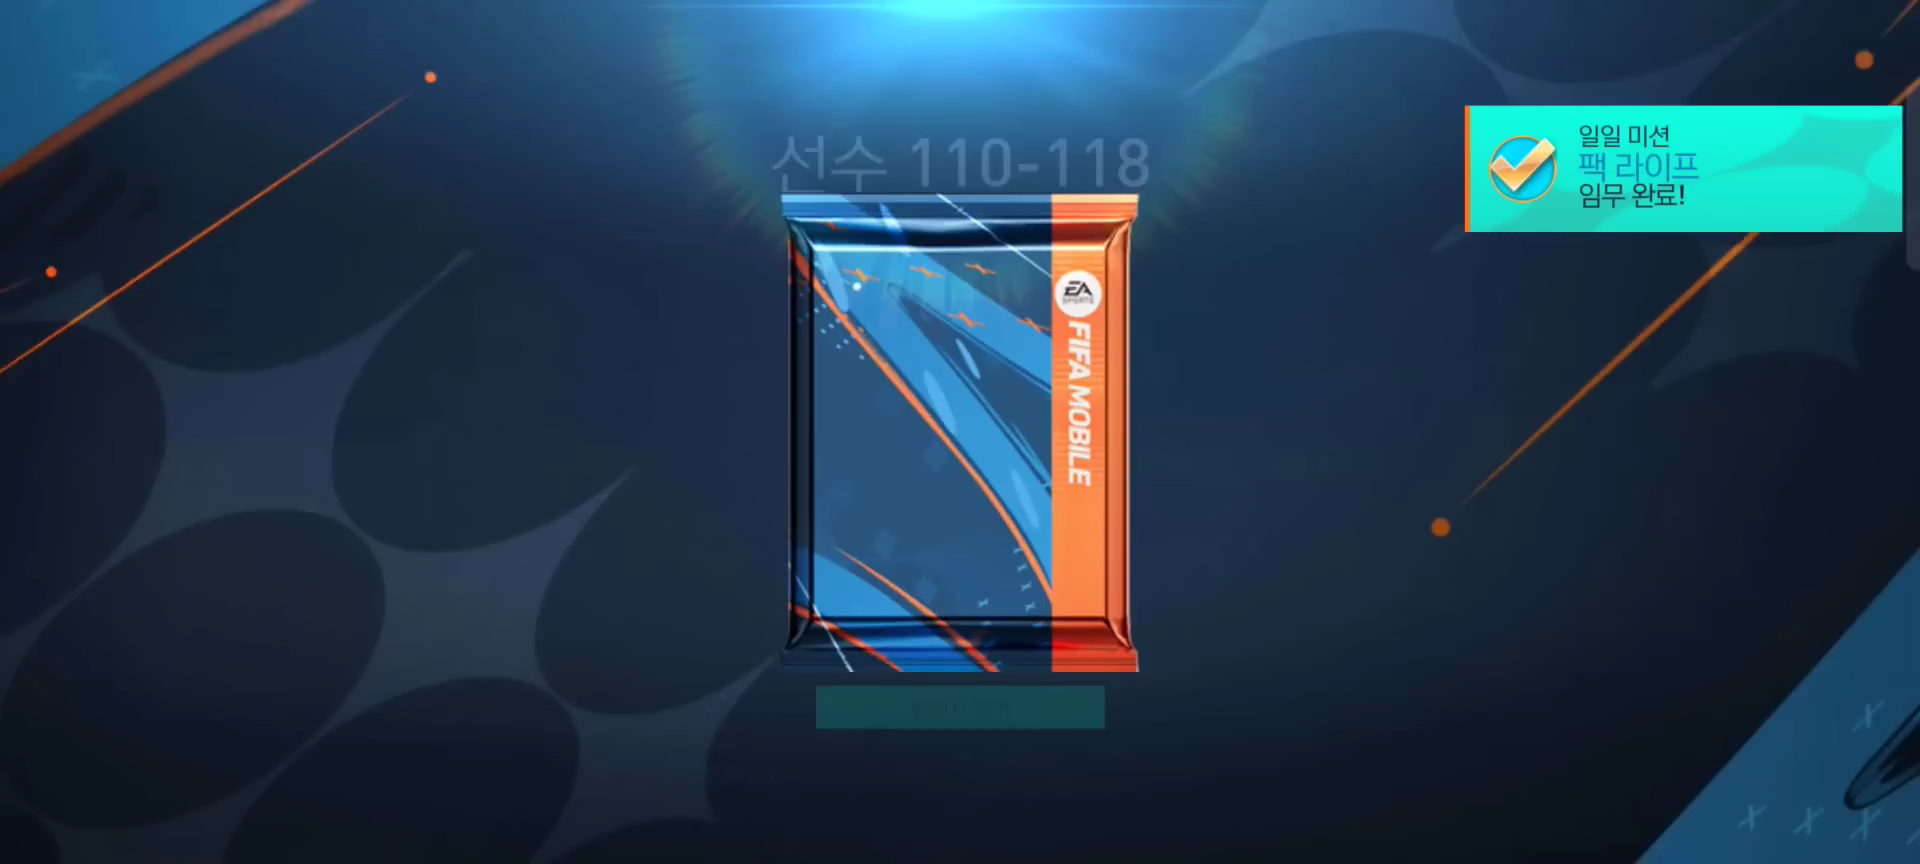 선수 110-118
일일 미션
팩 라이프
임무 완료!
EA
SPORTS
FIFA MOBILE